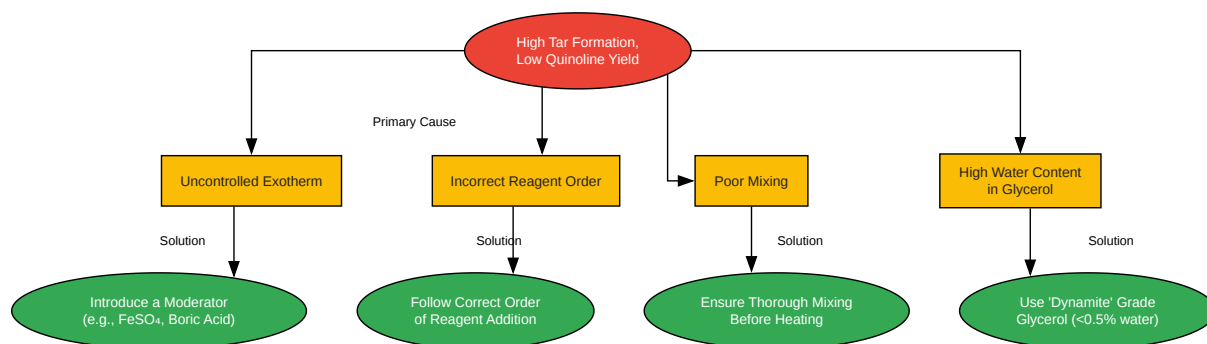 High Tar Formation,
Low Quinoline Yield
Primary Cause
Uncontrolled Exotherm
Incorrect Reagent Order
Poor Mixing
High Water Content
in Glycerol
Solution
Solution
Solution
Solution
Introduce a Moderator
(e.g., FeSO₄, Boric Acid)
Follow Correct Order
of Reagent Addition
Ensure Thorough Mixing
Before Heating
Use 'Dynamite' Grade
Glycerol (<0.5% water)